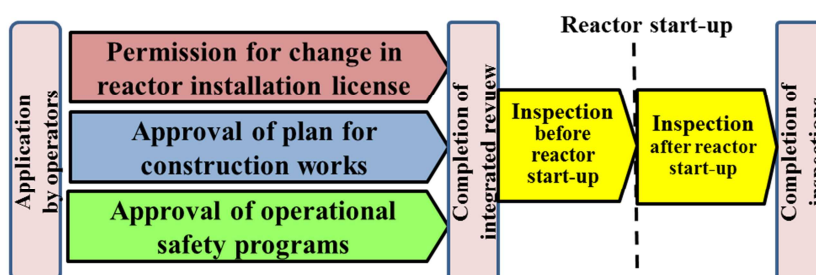 Reactor start-up
Application
by operators
Permission for change in
reactor installation license
Approval of plan for
construction works
Approval of operational
safety programs
Completion of
integrated revuew
Inspection
before
reactor
start-up
Inspection
after reactor
start-up
Completion of
inspections